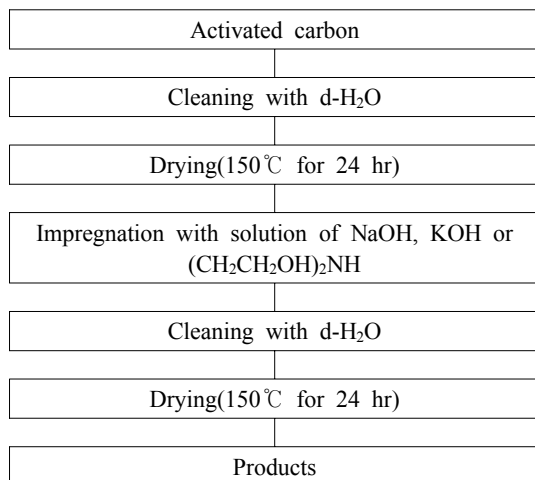 Activated carbon
Cleaning with d-H₂O
Drying(150℃ for 24 hr)
Impregnation with solution of NaOH, KOH or
(CH₂CH₂OH)₂NH
Cleaning with d-H₂O
Drying(150℃ for 24 hr)
Products